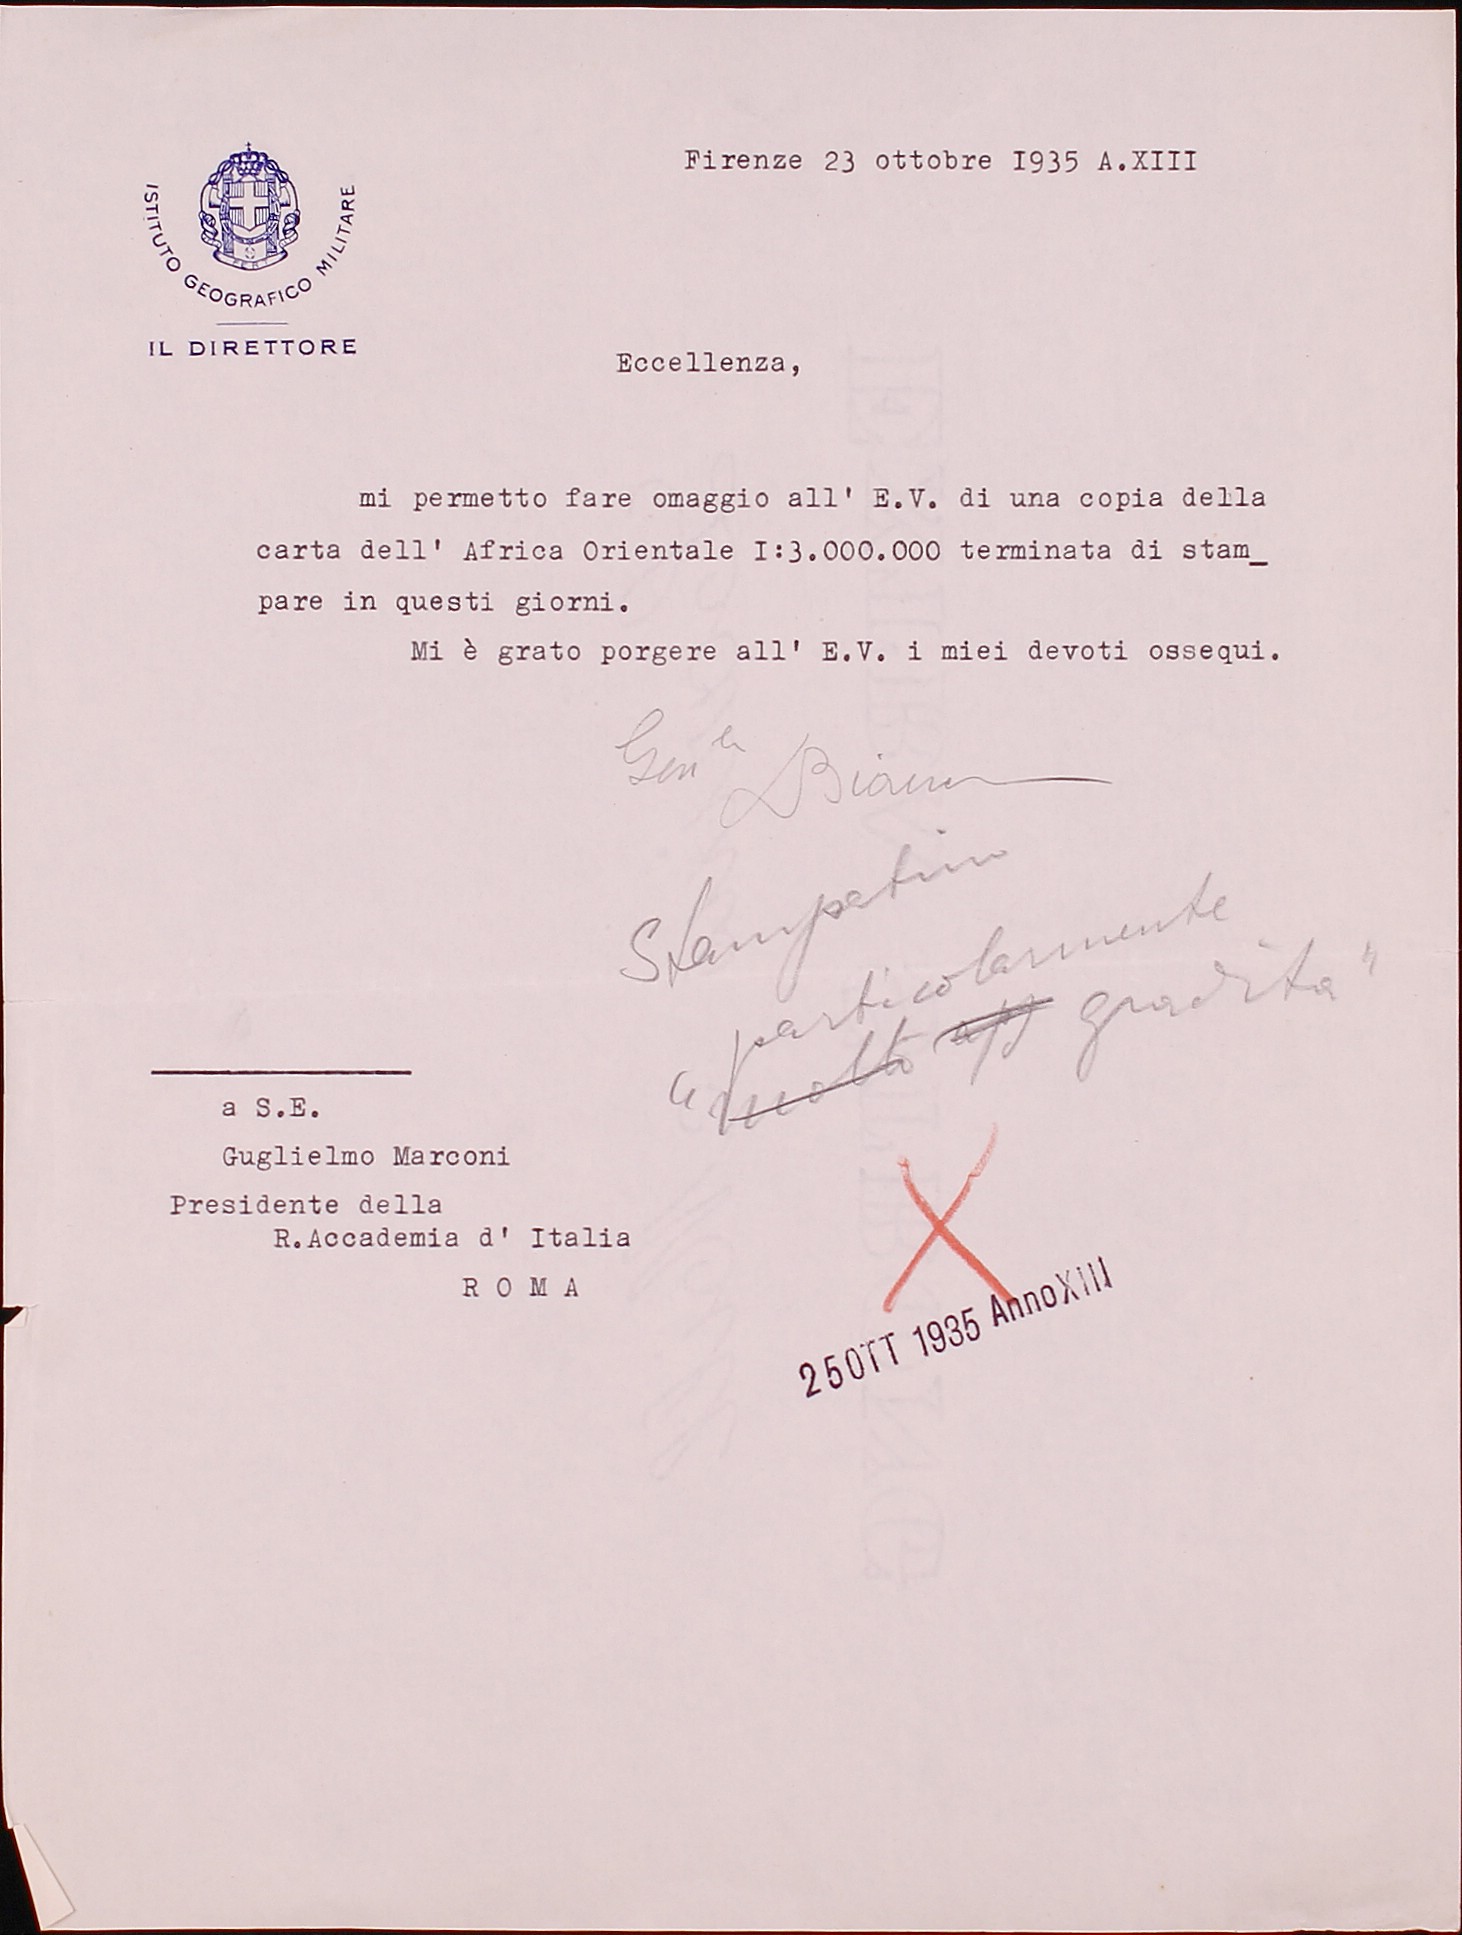 Firenze 23 ottobre I935 A.XIII
ISTITUTO GEOGRAFICO MILITARE
IL DIRETTORE
Eccellenza,
mi permetto fare omaggio all' E.V. di una copia della
carta dell' Africa Orientale I:3.000.000 terminata di stam_
pare in questi giorni.
Mi è grato porgere all' E.V. i miei devoti ossequi.
Stampatino
particolarmente
"molto gradita"
a S.E.
Guglielmo Marconi
Presidente della
R.Accademia d' Italia
R O M A
25 OTT 1935 Anno XIII